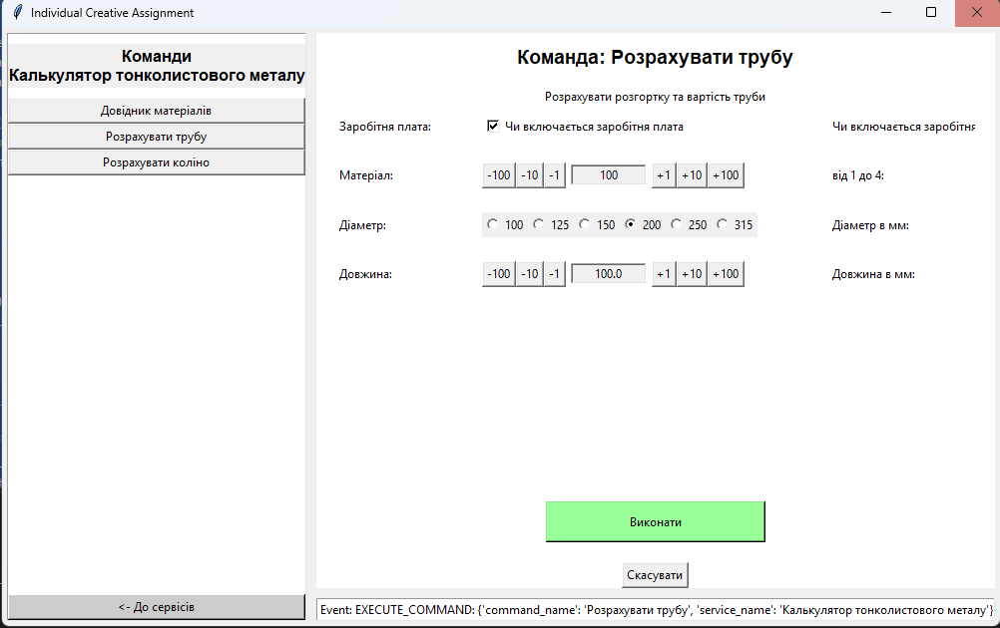 Individual Creative Assignment
Команди
Калькулятор тонколистового металу
Довідник матеріалів
Розрахувати трубу
Розрахувати коліно
<- До сервісів
Команда: Розрахувати трубу
Розрахувати розгортку та вартість труби
Заробітня плата: Чи включається заробітня плата Чи включається заробітня
Матеріал: -100 -10 -1 100 +1 +10 +100 від 1 до 4:
Діаметр: 100 125 150 200 250 315 Діаметр в мм:
Довжина: -100 -10 -1 100.0 +1 +10 +100 Довжина в мм:
Виконати
Скасувати
Event: EXECUTE_COMMAND: {'command_name': 'Розрахувати трубу', 'service_name': 'Калькулятор тонколистового металу'}